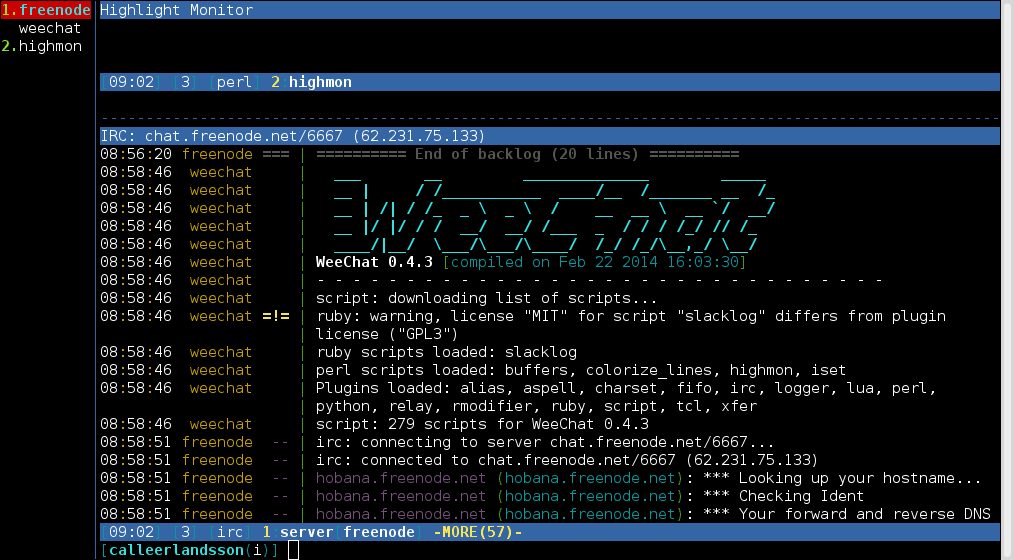 1.freenode
weechat
2.highmon
Highlight Monitor
[09:02] [3] [perl] 2:highmon
IRC: chat.freenode.net/6667 (62.231.75.133)
08:56:20 freenode === | ========== End of backlog (20 lines) ==========
08:58:46 weechat |
08:58:46 weechat |
08:58:46 weechat | WeeChat
08:58:46 weechat |
08:58:46 weechat |
08:58:46 weechat | WeeChat 0.4.3 [compiled on Feb 22 2014 16:03:30]
08:58:46 weechat | - - - - - - - - - - - - - - - - - - - - - - - - - - - - - - - -
08:58:46 weechat | script: downloading list of scripts...
08:58:46 weechat =!= | ruby: warning, license "MIT" for script "slacklog" differs from plugin
| license ("GPL3")
08:58:46 weechat | ruby scripts loaded: slacklog
08:58:46 weechat | perl scripts loaded: buffers, colorize_lines, highmon, iset
08:58:46 weechat | Plugins loaded: alias, aspell, charset, fifo, irc, logger, lua, perl,
| python, relay, rmodifier, ruby, script, tcl, xfer
08:58:46 weechat | script: 279 scripts for WeeChat 0.4.3
08:58:51 freenode -- | irc: connecting to server chat.freenode.net/6667...
08:58:51 freenode -- | irc: connected to chat.freenode.net/6667 (62.231.75.133)
08:58:51 freenode -- | hobana.freenode.net (hobana.freenode.net): *** Looking up your hostname...
08:58:51 freenode -- | hobana.freenode.net (hobana.freenode.net): *** Checking Ident
08:58:51 freenode -- | hobana.freenode.net (hobana.freenode.net): *** Your forward and reverse DNS
[09:02] [3] [irc] 1:server[freenode] -MORE(57)-
[calleerlandsson(i)]